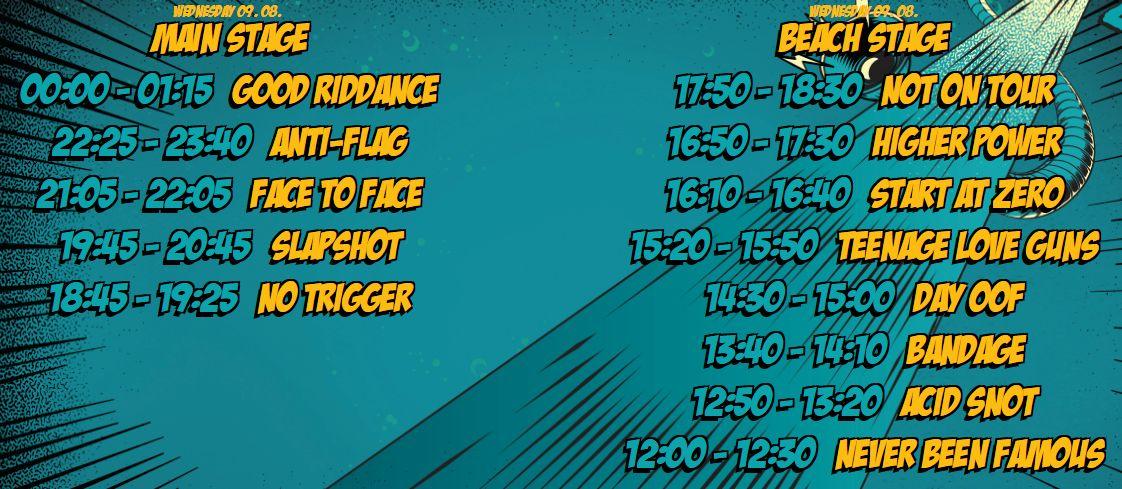 WEDNESDAY 09. 08.
MAIN STAGE
00:00 - 01:15 GOOD RIDDANCE
22:25 - 23:40 ANTI-FLAG
21:05 - 22:05 FACE TO FACE
19:45 - 20:45 SLAPSHOT
18:45 - 19:25 NO TRIGGER
WEDNESDAY 09. 08.
BEACH STAGE
17:50 - 18:30 NOT ON TOUR
16:50 - 17:30 HIGHER POWER
16:10 - 16:40 START AT ZERO
15:20 - 15:50 TEENAGE LOVE GUNS
14:30 - 15:00 DAY OOF
13:40 - 14:10 BANDAGE
12:50 - 13:20 ACID SNOT
12:00 - 12:30 NEVER BEEN FAMOUS